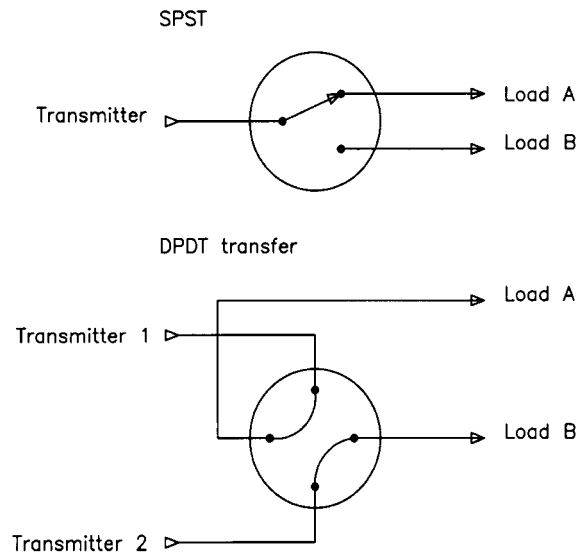 SPST
Transmitter
Load A
Load B
DPDT transfer
Load A
Transmitter 1
Load B
Transmitter 2